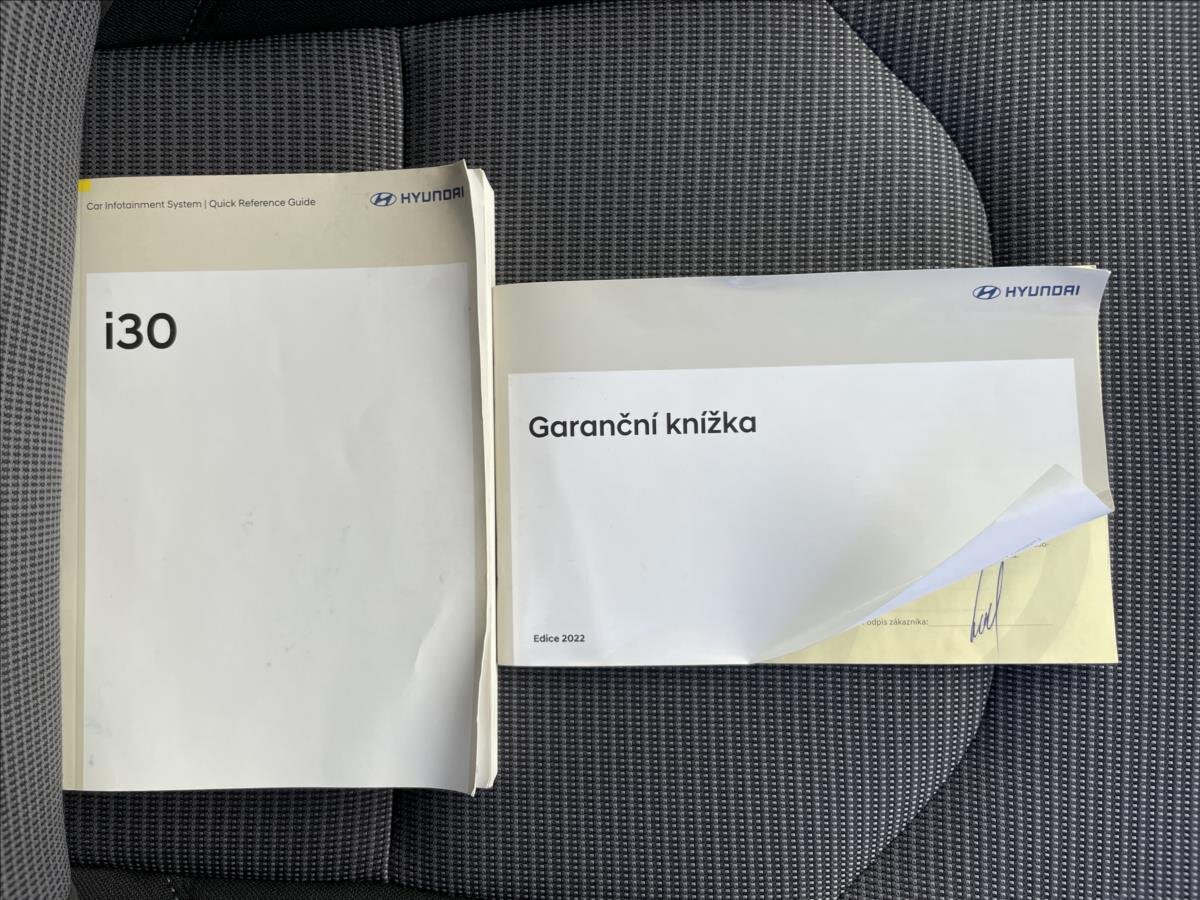 Car Infotainment System | Quick Reference Guide
HYUNDAI
i30
HYUNDAI
Garanční knížka
Edice 2022
odpis zákazníka: